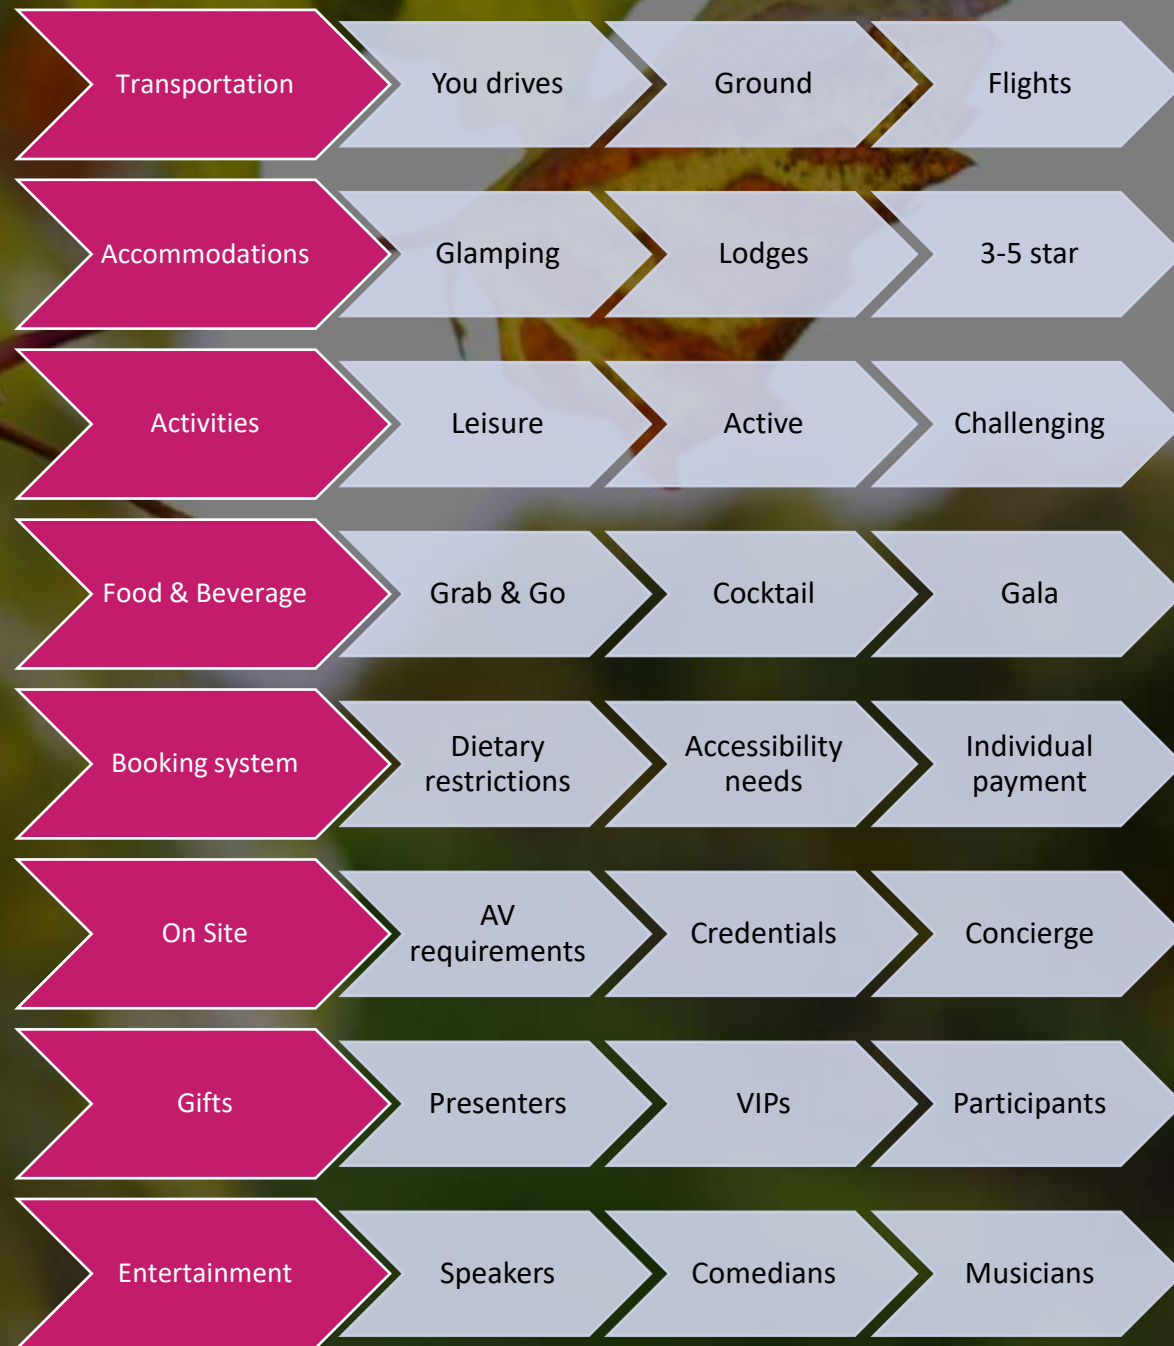 Transportation
You drives
Ground
Flights
Accommodations
Glamping
Lodges
3-5 star
Activities
Leisure
Active
Challenging
Food & Beverage
Grab & Go
Cocktail
Gala
Booking system
Dietary
restrictions
Accessibility
needs
Individual
payment
On Site
AV
requirements
Credentials
Concierge
Gifts
Presenters
VIPs
Participants
Entertainment
Speakers
Comedians
Musicians